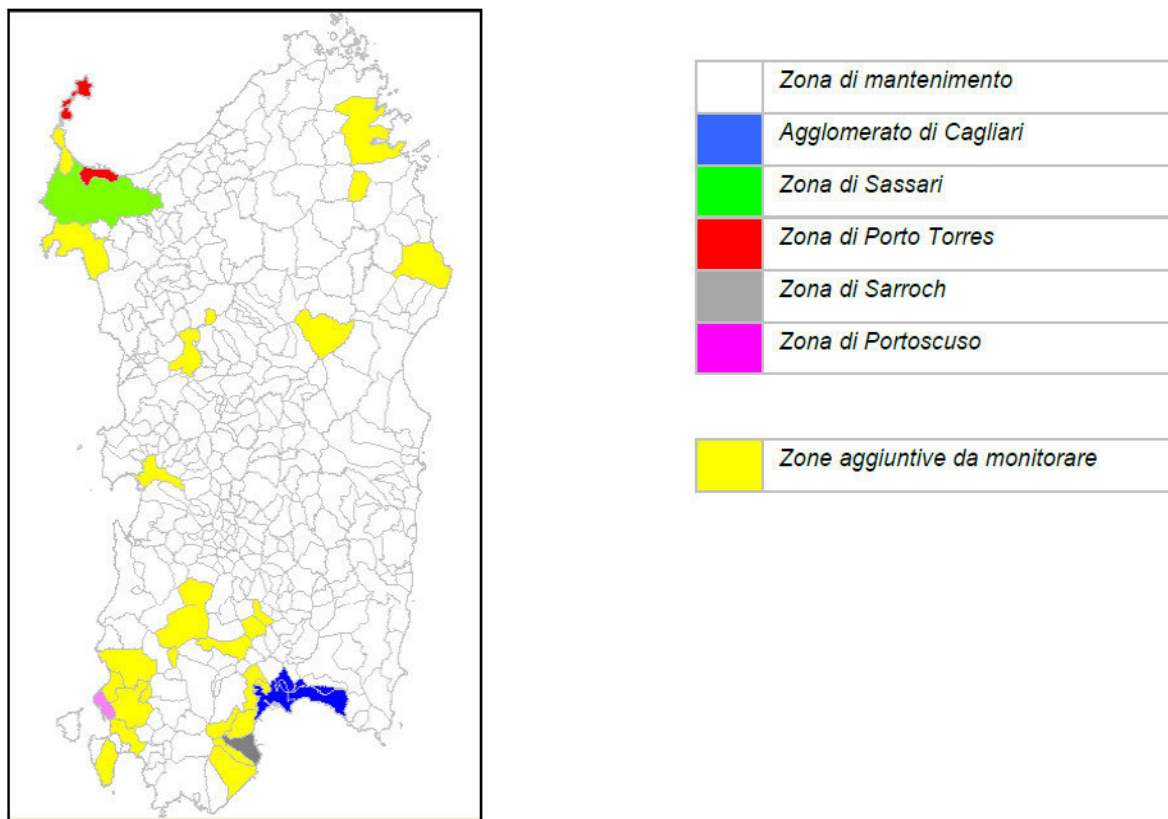 Zona di mantenimento
Agglomerato di Cagliari
Zona di Sassari
Zona di Porto Torres
Zona di Sarroch
Zona di Portoscuso
Zone aggiuntive da monitorare